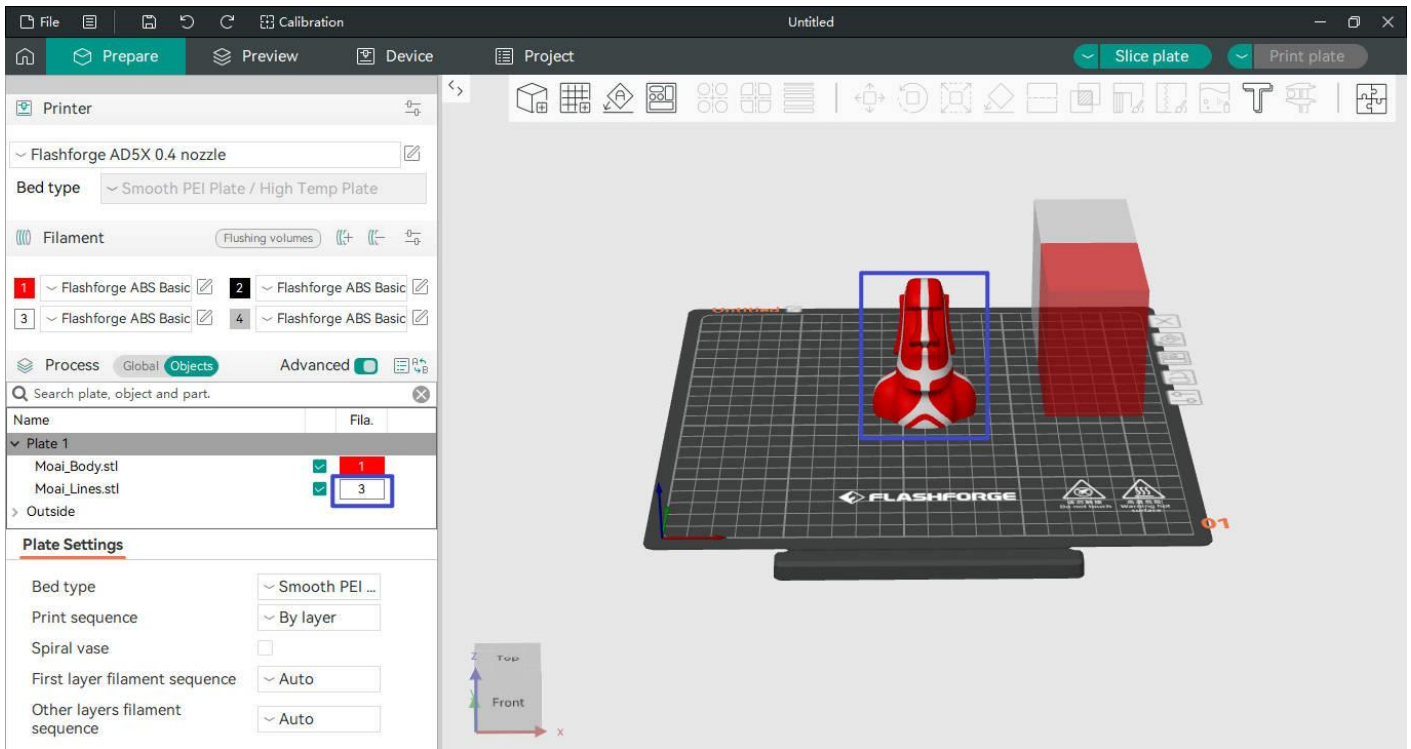 File
Calibration
Untitled
Prepare
Preview
Device
Project
Slice plate
Print plate
Printer
Flashforge AD5X 0.4 nozzle
Bed type
Smooth PEI Plate / High Temp Plate
Filament
Flushing volumes
1 Flashforge ABS Basic 2 Flashforge ABS Basic
3 Flashforge ABS Basic 4 Flashforge ABS Basic
Process Global Objects Advanced
Search plate, object and part.
Name Fila.
Plate 1
Moai_Body.stl 1
Moai_Lines.stl 3
Outside
Plate Settings
Bed type Smooth PEI ...
Print sequence By layer
Spiral vase
First layer filament sequence Auto
Other layers filament
sequence Auto
Untitled
FLASHFORGE
Do not touch
01
Z Top
Front
x